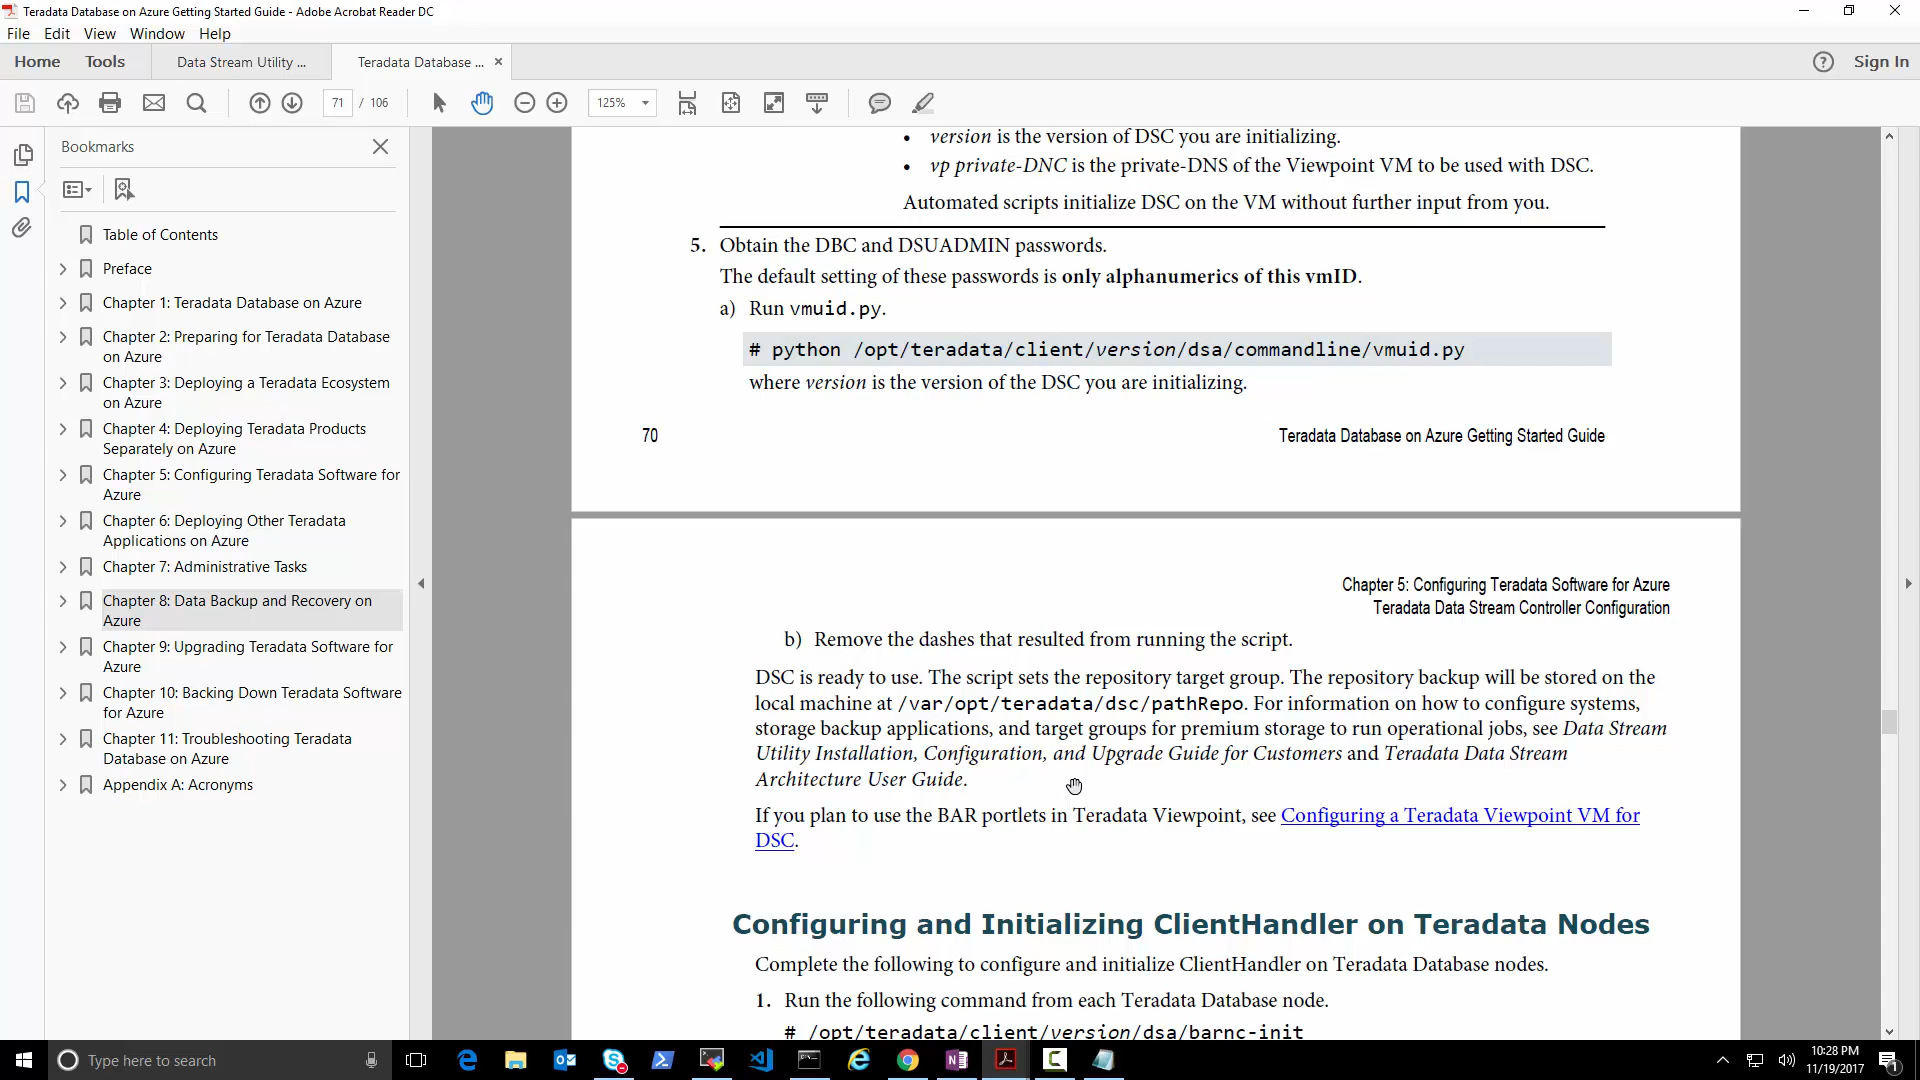 Teradata Database on Azure Getting Started Guide - Adobe Acrobat Reader DC
File Edit View Window Help
Home Tools Data Stream Utility ... Teradata Database ... Sign In
71 / 106 125%
Bookmarks
Table of Contents
Preface
Chapter 1: Teradata Database on Azure
Chapter 2: Preparing for Teradata Database
on Azure
Chapter 3: Deploying a Teradata Ecosystem
on Azure
Chapter 4: Deploying Teradata Products
Separately on Azure
Chapter 5: Configuring Teradata Software for
Azure
Chapter 6: Deploying Other Teradata
Applications on Azure
Chapter 7: Administrative Tasks
Chapter 8: Data Backup and Recovery on
Azure
Chapter 9: Upgrading Teradata Software for
Azure
Chapter 10: Backing Down Teradata Software
for Azure
Chapter 11: Troubleshooting Teradata
Database on Azure
Appendix A: Acronyms
• version is the version of DSC you are initializing.
• vp private-DNC is the private-DNS of the Viewpoint VM to be used with DSC.
Automated scripts initialize DSC on the VM without further input from you.
5. Obtain the DBC and DSUADMIN passwords.
The default setting of these passwords is only alphanumerics of this vmID.
a) Run vmuid.py.
# python /opt/teradata/client/version/dsa/commandline/vmuid.py
where version is the version of the DSC you are initializing.
70 Teradata Database on Azure Getting Started Guide
Chapter 5: Configuring Teradata Software for Azure
Teradata Data Stream Controller Configuration
b) Remove the dashes that resulted from running the script.
DSC is ready to use. The script sets the repository target group. The repository backup will be stored on the
local machine at /var/opt/teradata/dsc/pathRepo. For information on how to configure systems,
storage backup applications, and target groups for premium storage to run operational jobs, see Data Stream
Utility Installation, Configuration, and Upgrade Guide for Customers and Teradata Data Stream
Architecture User Guide.
If you plan to use the BAR portlets in Teradata Viewpoint, see Configuring a Teradata Viewpoint VM for
DSC.
Configuring and Initializing ClientHandler on Teradata Nodes
Complete the following to configure and initialize ClientHandler on Teradata Database nodes.
1. Run the following command from each Teradata Database node.
# /opt/teradata/client/version/dsa/barnc-init
Type here to search
10:28 PM
11/19/2017
1